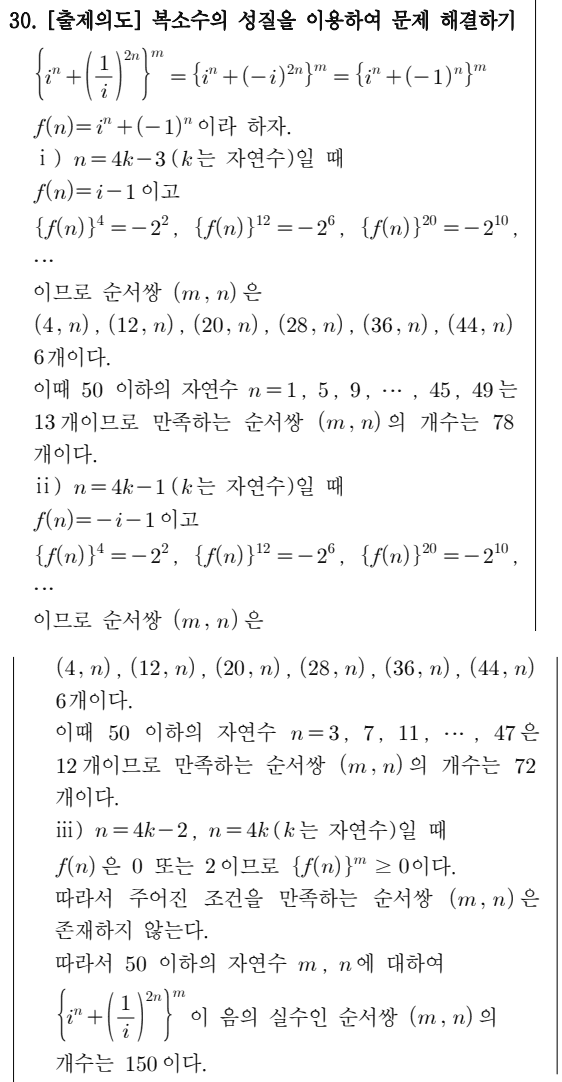 30. [출제의도] 복소수의 성질을 이용하여 문제 해결하기
{iⁿ+(1/i)²ⁿ}ᵐ={iⁿ+(−i)²ⁿ}ᵐ={iⁿ+(−1)ⁿ}ᵐ
f(n)=iⁿ+(−1)ⁿ이라 하자.
ⅰ) n=4k−3(k는 자연수)일 때
f(n)=i−1이고
{f(n)}⁴=−2², {f(n)}¹²=−2⁶, {f(n)}²⁰=−2¹⁰,
⋯
이므로 순서쌍 (m, n)은
(4, n), (12, n), (20, n), (28, n), (36, n), (44, n)
6개이다.
이때 50 이하의 자연수 n=1, 5, 9, ⋯, 45, 49는
13개이므로 만족하는 순서쌍 (m, n)의 개수는 78
개이다.
ⅱ) n=4k−1(k는 자연수)일 때
f(n)=−i−1이고
{f(n)}⁴=−2², {f(n)}¹²=−2⁶, {f(n)}²⁰=−2¹⁰,
⋯
이므로 순서쌍 (m, n)은
(4, n), (12, n), (20, n), (28, n), (36, n), (44, n)
6개이다.
이때 50 이하의 자연수 n=3, 7, 11, ⋯, 47은
12개이므로 만족하는 순서쌍 (m, n)의 개수는 72
개이다.
ⅲ) n=4k−2, n=4k(k는 자연수)일 때
f(n)은 0 또는 2이므로 {f(n)}ᵐ ≥ 0이다.
따라서 주어진 조건을 만족하는 순서쌍 (m, n)은
존재하지 않는다.
따라서 50 이하의 자연수 m, n에 대하여
{iⁿ+(1/i)²ⁿ}ᵐ이 음의 실수인 순서쌍 (m, n)의
개수는 150이다.